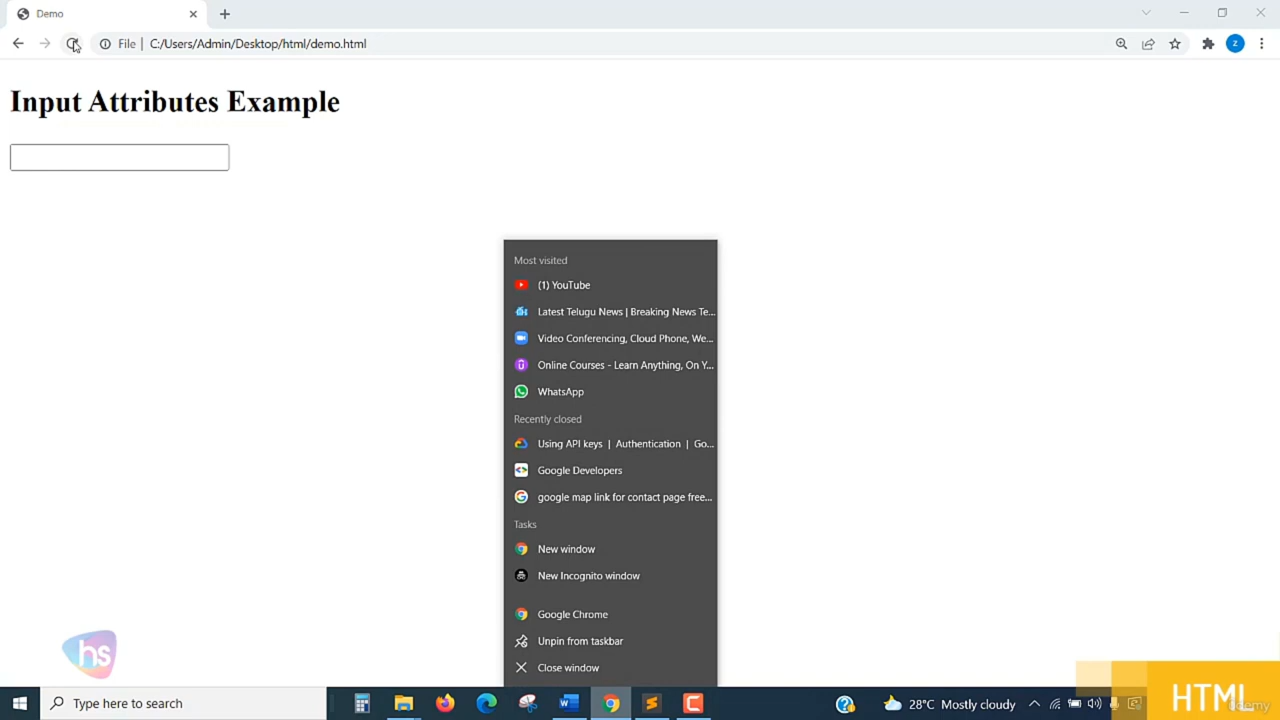 Demo
File | C:/Users/Admin/Desktop/html/demo.html
Z
Input Attributes Example
Most visited
(1) YouTube
Latest Telugu News | Breaking News Te...
Video Conferencing, Cloud Phone, We...
Online Courses - Learn Anything, On Y...
WhatsApp
Recently closed
Using API keys | Authentication | Go...
Google Developers
google map link for contact page free...
Tasks
New window
New Incognito window
Google Chrome
Unpin from taskbar
Close window
hs
Type here to search
28°C Mostly cloudy
HTML
udemy